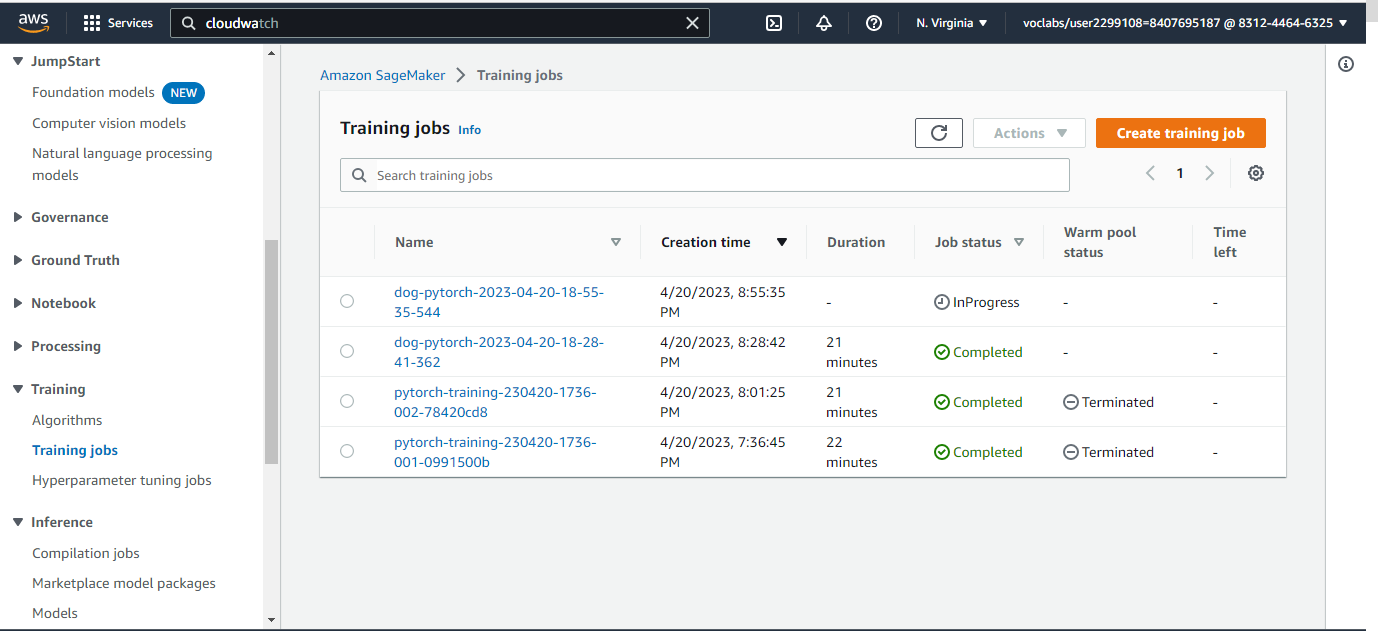 aws
Services
cloudwatch
N. Virginia
voclabs/user2299108=8407695187 @ 8312-4464-6325
JumpStart
Foundation models NEW
Computer vision models
Natural language processing
models
Governance
Ground Truth
Notebook
Processing
Training
Algorithms
Training jobs
Hyperparameter tuning jobs
Inference
Compilation jobs
Marketplace model packages
Models
Amazon SageMaker > Training jobs
Training jobs Info
Actions
Create training job
Search training jobs
1
Name
Creation time
Duration
Job status
Warm pool
status
Time
left
dog-pytorch-2023-04-20-18-55-
35-544
4/20/2023, 8:55:35
PM
-
InProgress
-
-
dog-pytorch-2023-04-20-18-28-
41-362
4/20/2023, 8:28:42
PM
21
minutes
Completed
-
-
pytorch-training-230420-1736-
002-78420cd8
4/20/2023, 8:01:25
PM
21
minutes
Completed
Terminated
-
pytorch-training-230420-1736-
001-0991500b
4/20/2023, 7:36:45
PM
22
minutes
Completed
Terminated
-